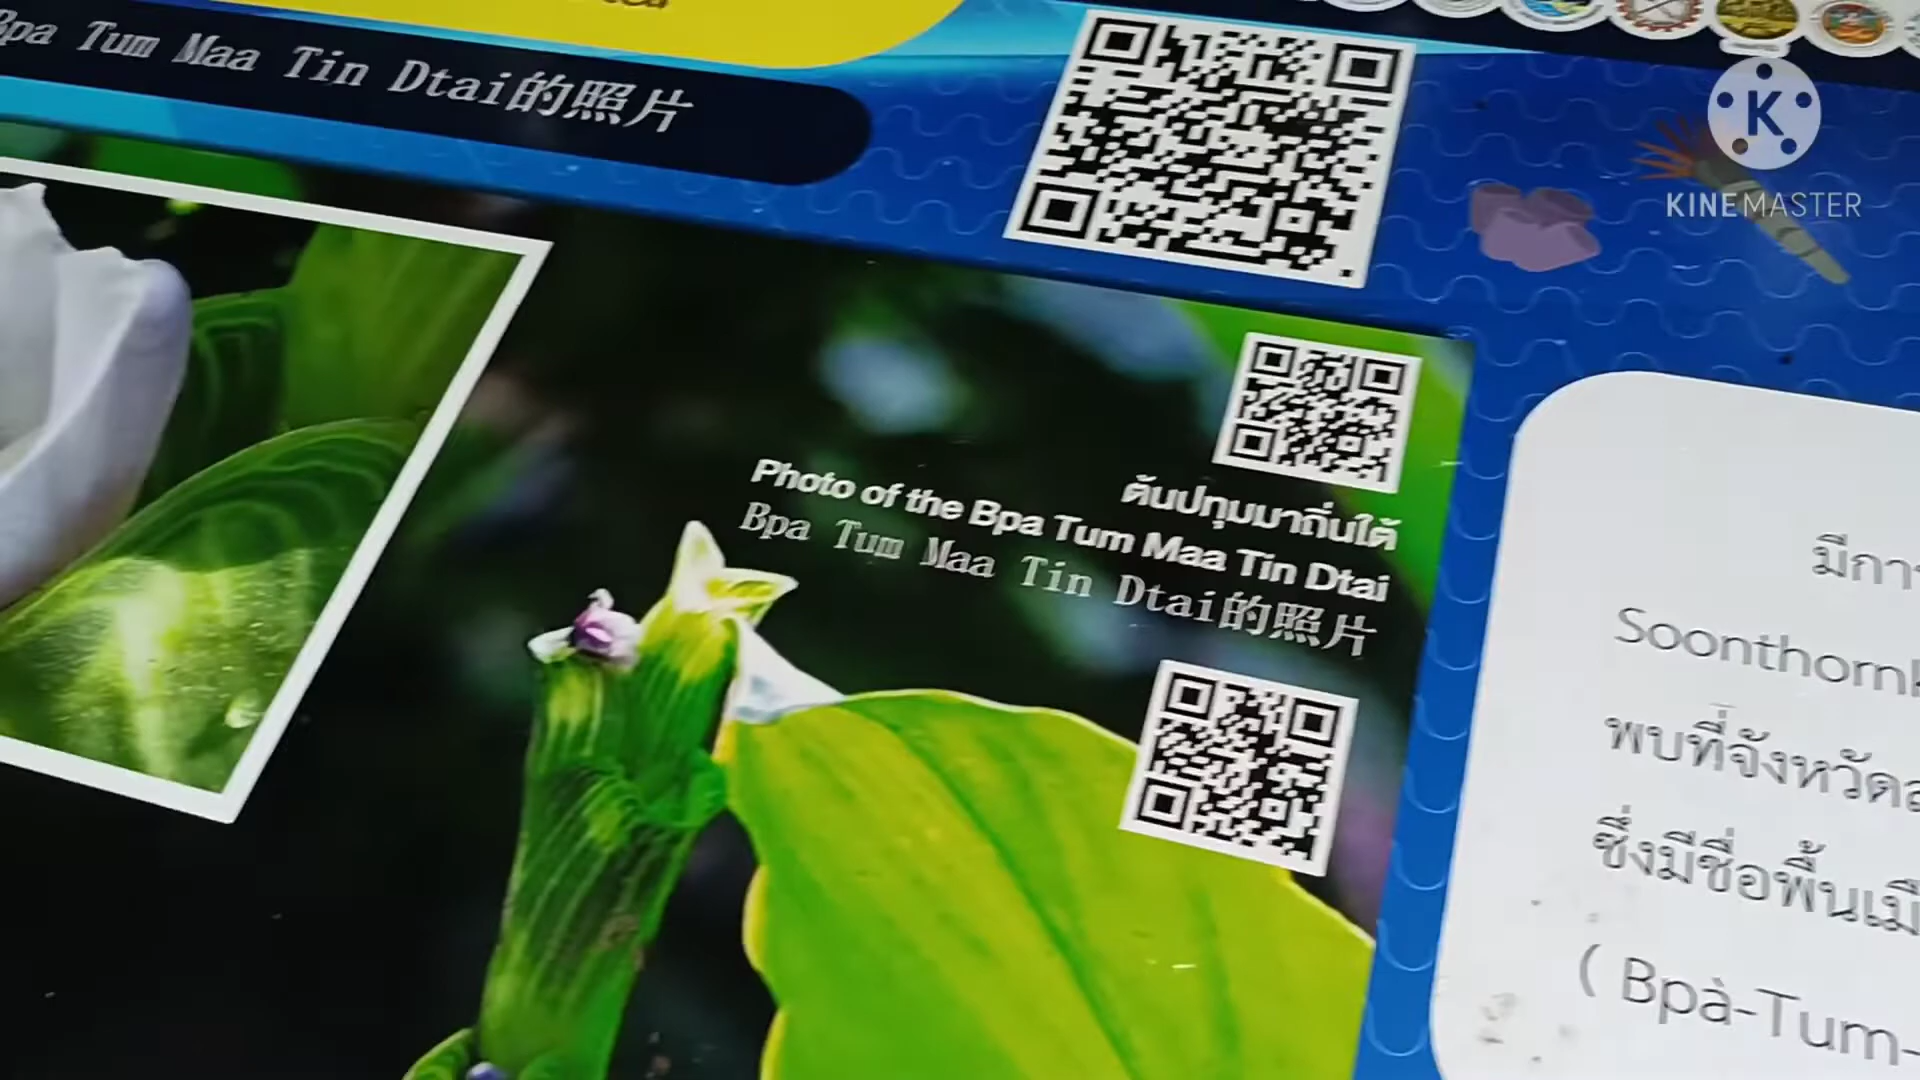 Bpa Tum Maa Tin Dtai的照片
KINEMASTER
ต้นปทุมมาถิ่นใต้
Photo of the Bpa Tum Maa Tin Dtai
Bpa Tum Maa Tin Dtai的照片
มีกา
Soonthorn
พบที่จังหวัด
ซึ่งมีชื่อพื้นเมื
( Bpà-Tum-